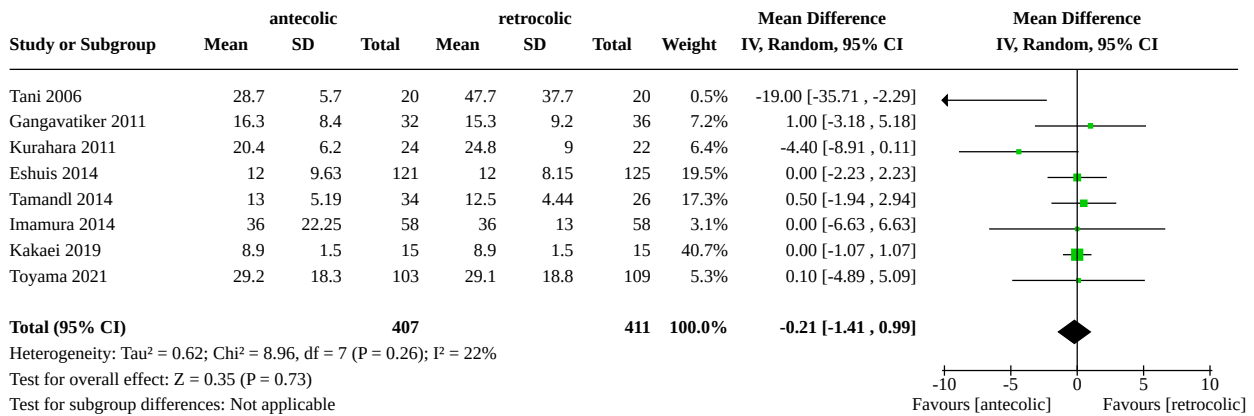 antecolic retrocolic Mean Difference Mean Difference
Study or Subgroup Mean SD Total Mean SD Total Weight IV, Random, 95% CI IV, Random, 95% CI
Tani 2006 28.7 5.7 20 47.7 37.7 20 0.5% -19.00 [-35.71 , -2.29]
Gangavatiker 2011 16.3 8.4 32 15.3 9.2 36 7.2% 1.00 [-3.18 , 5.18]
Kurahara 2011 20.4 6.2 24 24.8 9 22 6.4% -4.40 [-8.91 , 0.11]
Eshuis 2014 12 9.63 121 12 8.15 125 19.5% 0.00 [-2.23 , 2.23]
Tamandl 2014 13 5.19 34 12.5 4.44 26 17.3% 0.50 [-1.94 , 2.94]
Imamura 2014 36 22.25 58 36 13 58 3.1% 0.00 [-6.63 , 6.63]
Kakaei 2019 8.9 1.5 15 8.9 1.5 15 40.7% 0.00 [-1.07 , 1.07]
Toyama 2021 29.2 18.3 103 29.1 18.8 109 5.3% 0.10 [-4.89 , 5.09]
Total (95% CI) 407 411 100.0% -0.21 [-1.41 , 0.99]
Heterogeneity: Tau² = 0.62; Chi² = 8.96, df = 7 (P = 0.26); I² = 22%
Test for overall effect: Z = 0.35 (P = 0.73)
-10 -5 0 5 10
Test for subgroup differences: Not applicable
Favours [antecolic] Favours [retrocolic]